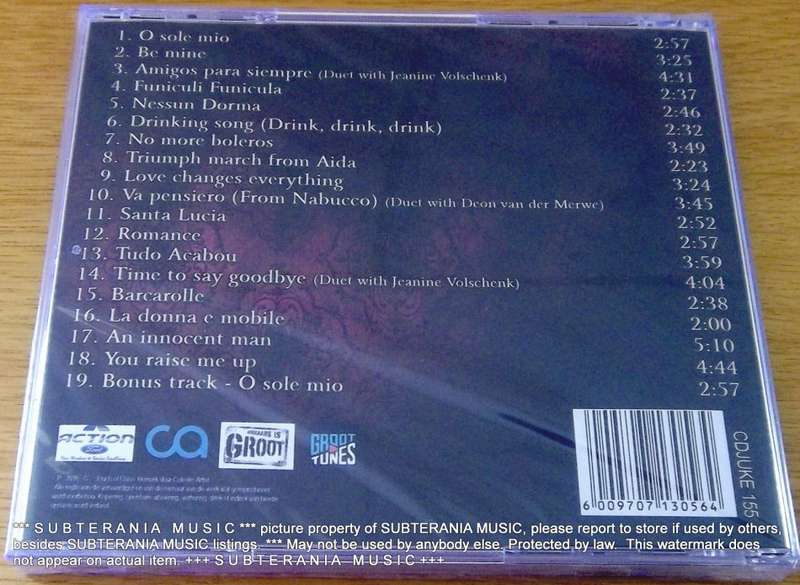 1. O sole mio 2:57
2. Be mine 3:25
3. Amigos para siempre (Duet with Jeanine Volschenk) 4:31
4. Funiculi Funicula 2:37
5. Nessun Dorma 2:46
6. Drinking song (Drink, drink, drink) 2:32
7. No more boleros 3:49
8. Triumph march from Aida 2:23
9. Love changes everything 3:24
10. Va pensiero (From Nabucco) (Duet with Deon van der Merwe) 3:45
11. Santa Lucia 2:52
12. Romance 2:57
13. Tudo Acabou 3:59
14. Time to say goodbye (Duet with Jeanine Volschenk) 4:04
15. Barcarolle 2:38
16. La donna e mobile 2:00
17. An innocent man 5:10
18. You raise me up 4:44
19. Bonus track - O sole mio 2:57
ACTION
Ford
ca
IS
GROOT
GROOT
TUNES
6 009707 130564
CDJUKE 155
*** SUBTERANIA MUSIC *** picture property of SUBTERANIA MUSIC, please report to store if used by others,
besides SUBTERANIA MUSIC listings. *** May not be used by anybody else. Protected by law. This watermark does
not appear on actual item. +++ SUBTERANIA MUSIC +++